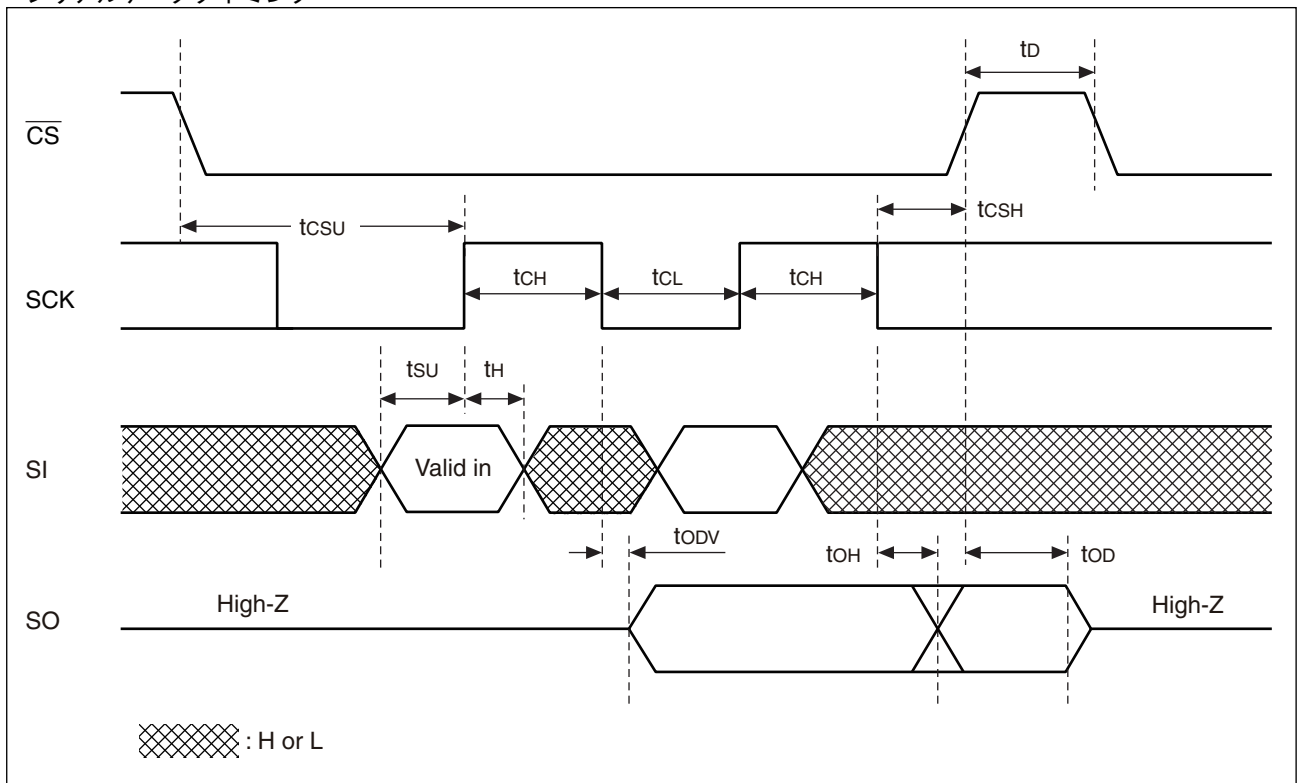 tD
CS
tCSU
tCSH
SCK
tCH
tCL
tCH
tSU
tH
SI
Valid in
tODV
tOH
tOD
SO
High-Z
High-Z
: H or L